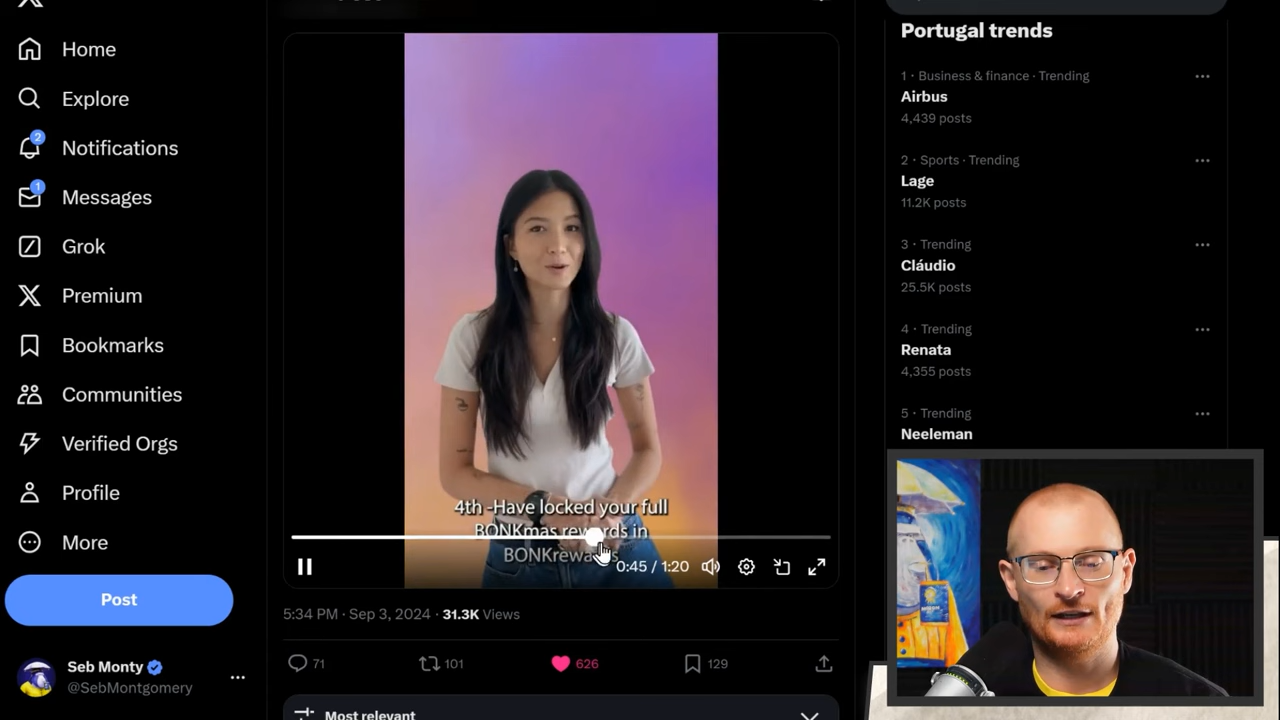 Home
Explore
2
Notifications
1
Messages
Grok
Premium
Bookmarks
Communities
Verified Orgs
Profile
More
Post
Seb Monty
@SebMontgomery
4th -Have locked your full
BONKmas rewards in
BONKrewards
0:45 / 1:20
5:34 PM · Sep 3, 2024 · 31.3K Views
71
101
626
129
Most relevant
Portugal trends
1 · Business & finance · Trending
Airbus
4,439 posts
2 · Sports · Trending
Lage
11.2K posts
3 · Trending
Cláudio
25.5K posts
4 · Trending
Renata
4,355 posts
5 · Trending
Neeleman